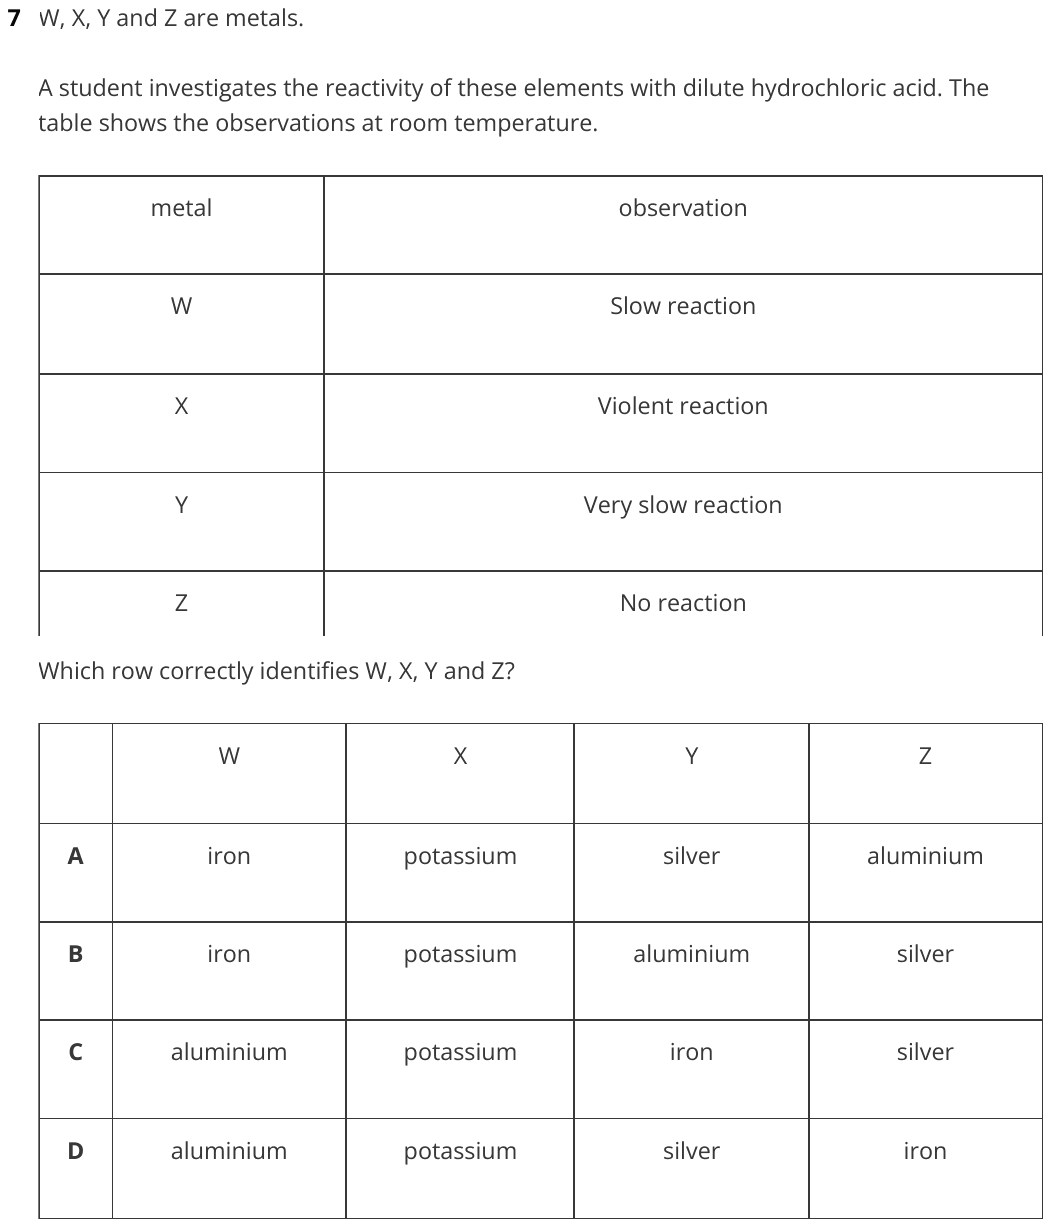 7 W, X, Y and Z are metals.
A student investigates the reactivity of these elements with dilute hydrochloric acid. The
table shows the observations at room temperature.
metal observation
W Slow reaction
X Violent reaction
Y Very slow reaction
Z No reaction
Which row correctly identifies W, X, Y and Z?
W X Y Z
A iron potassium silver aluminium
B iron potassium aluminium silver
C aluminium potassium iron silver
D aluminium potassium silver iron